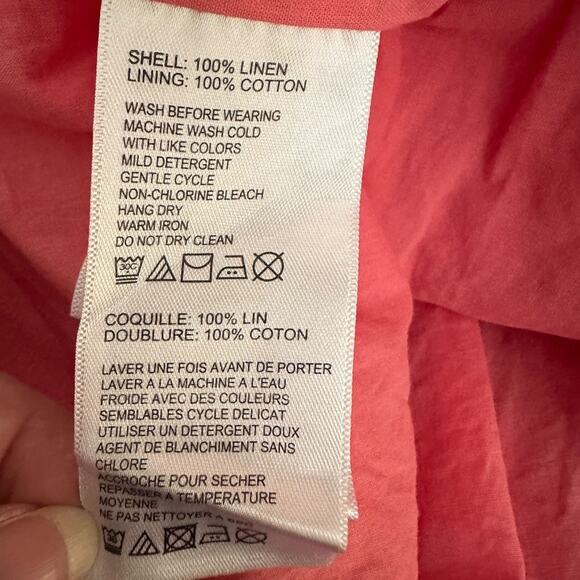 SHELL: 100% LINEN
LINING: 100% COTTON
WASH BEFORE WEARING
MACHINE WASH COLD
WITH LIKE COLORS
MILD DETERGENT
GENTLE CYCLE
NON-CHLORINE BLEACH
HANG DRY
WARM IRON
DO NOT DRY CLEAN
30C
COQUILLE: 100% LIN
DOUBLURE: 100% COTON
LAVER UNE FOIS AVANT DE PORTER
LAVER A LA MACHINE A L'EAU
FROIDE AVEC DES COULEURS
SEMBLABLES CYCLE DELICAT
UTILISER UN DETERGENT DOUX
AGENT DE BLANCHIMENT SANS
CHLORE
ACCROCHE POUR SECHER
REPASSER A TEMPERATURE
MOYENNE
NE PAS NETTOYER A SEC